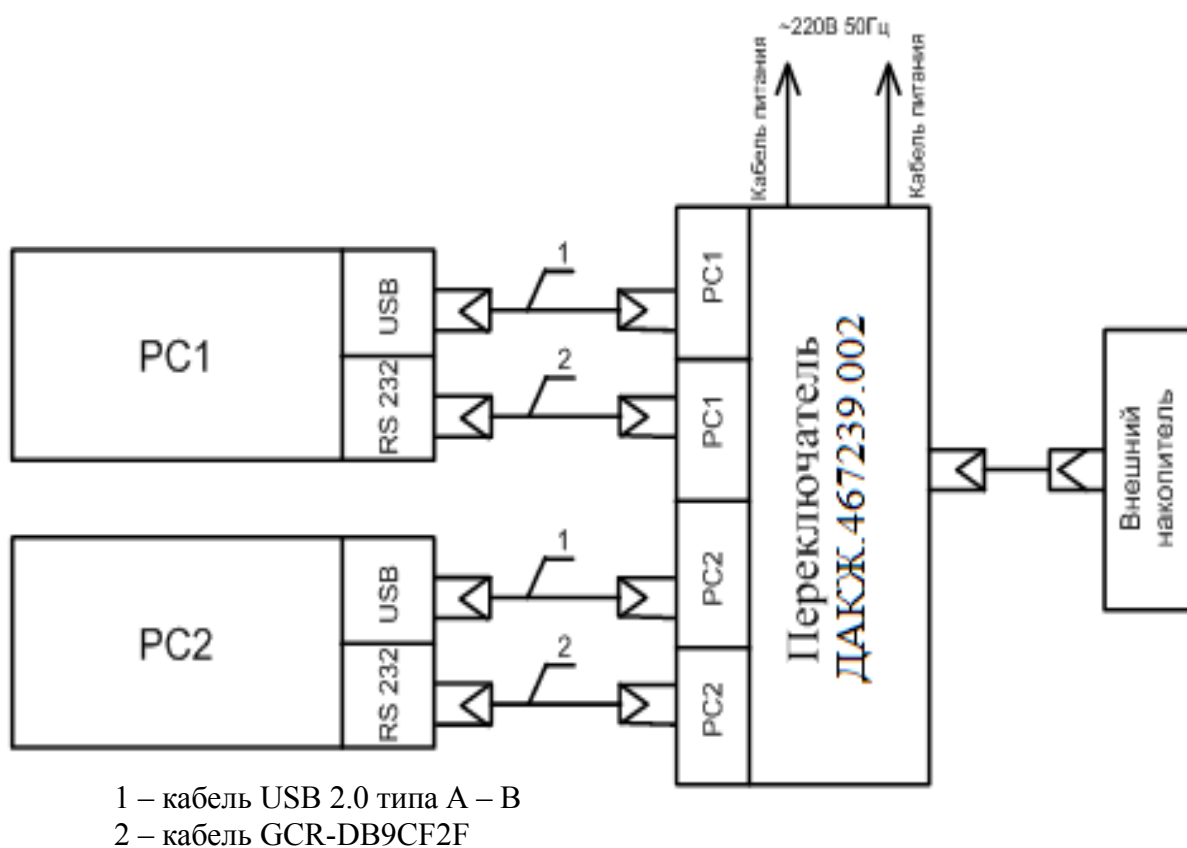 ~220В 50Гц
Кабель питания
Кабель питания
PC1
USB
RS 232
1
2
PC1
PC1
PC2
USB
RS 232
1
2
PC2
PC2
Переключатель
ДАКЖ.467239.002
Внешний
накопитель
1 – кабель USB 2.0 типа A – B
2 – кабель GCR-DB9CF2F